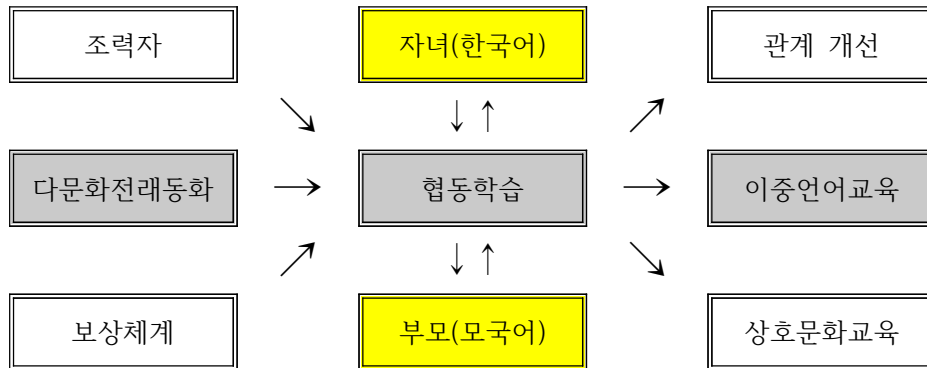 조력자
자녀(한국어)
관계 개선
다문화전래동화
협동학습
이중언어교육
보상체계
부모(모국어)
상호문화교육